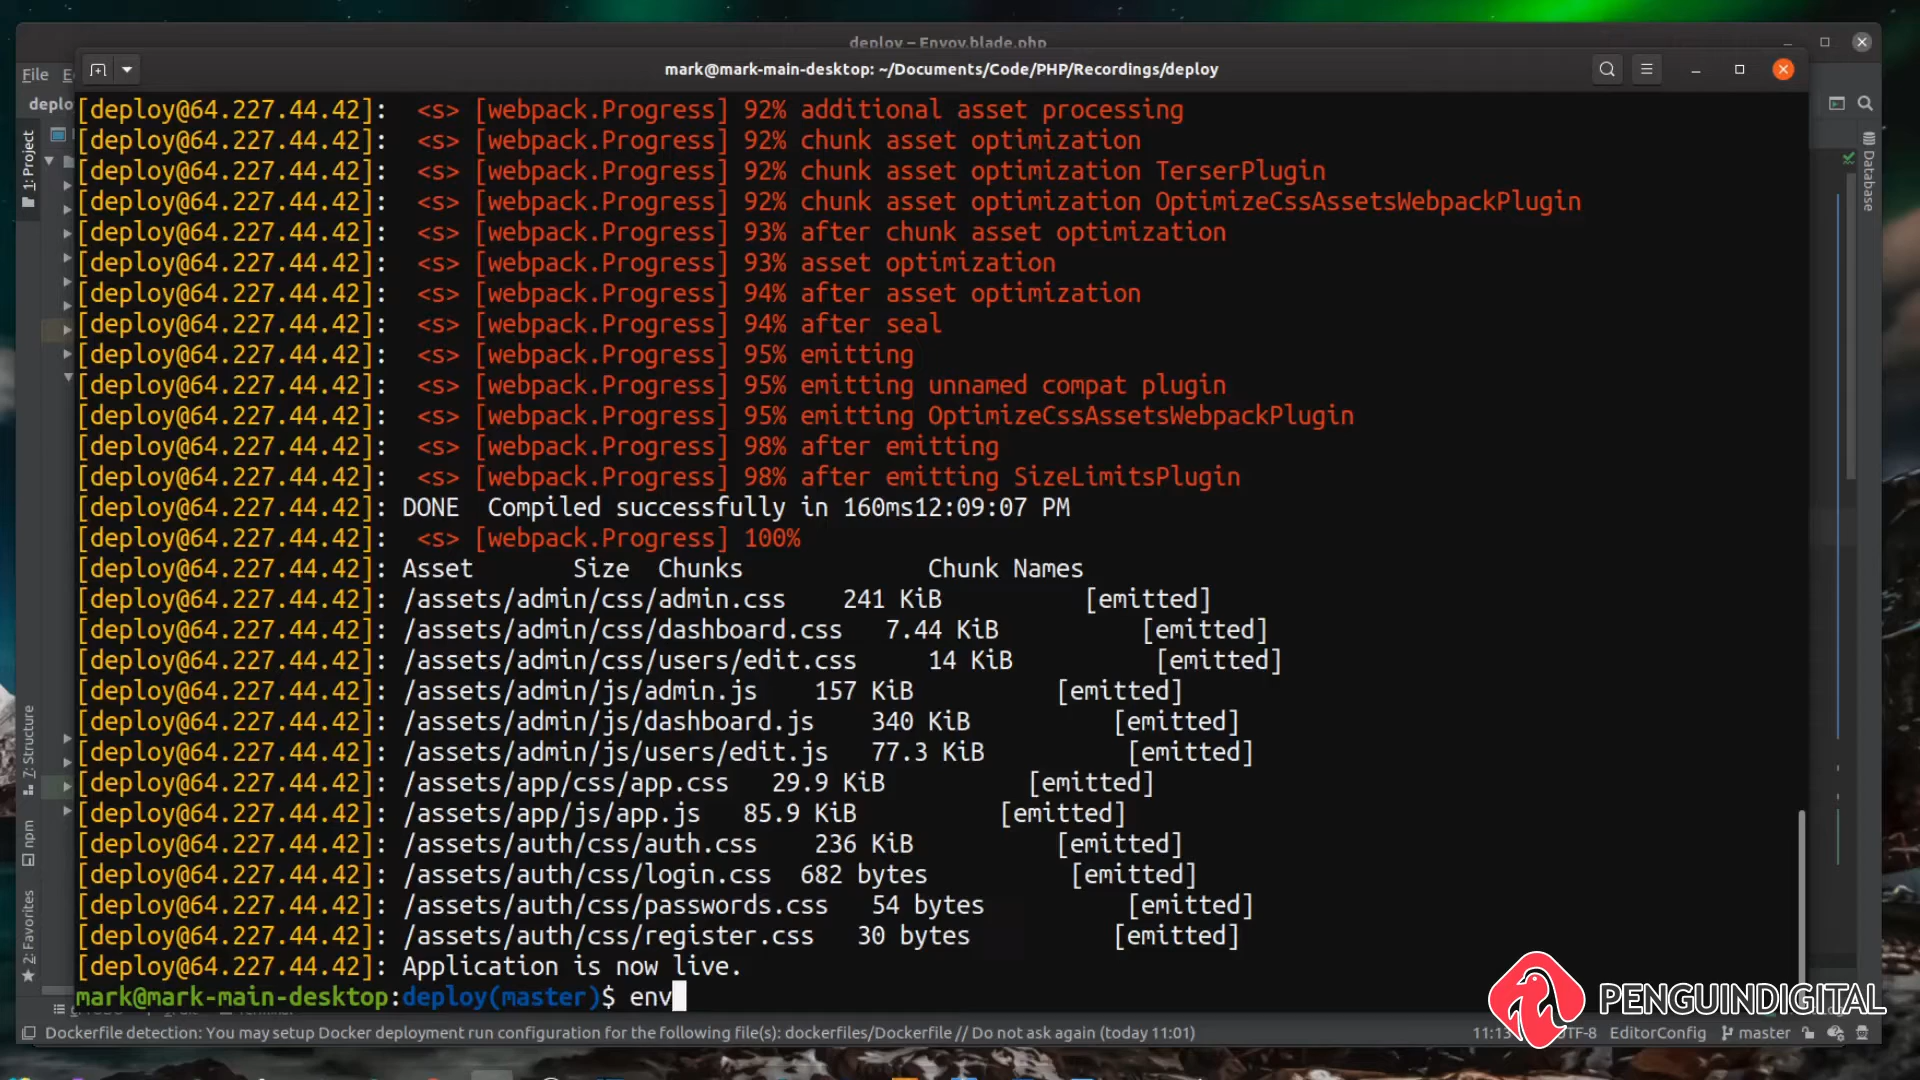 deploy – Envoy.blade.php
mark@mark-main-desktop: ~/Documents/Code/PHP/Recordings/deploy
File E
deplo
1: Project
Database
[deploy@64.227.44.42]: <s> [webpack.Progress] 92% additional asset processing
[deploy@64.227.44.42]: <s> [webpack.Progress] 92% chunk asset optimization
[deploy@64.227.44.42]: <s> [webpack.Progress] 92% chunk asset optimization TerserPlugin
[deploy@64.227.44.42]: <s> [webpack.Progress] 92% chunk asset optimization OptimizeCssAssetsWebpackPlugin
[deploy@64.227.44.42]: <s> [webpack.Progress] 93% after chunk asset optimization
[deploy@64.227.44.42]: <s> [webpack.Progress] 93% asset optimization
[deploy@64.227.44.42]: <s> [webpack.Progress] 94% after asset optimization
[deploy@64.227.44.42]: <s> [webpack.Progress] 94% after seal
[deploy@64.227.44.42]: <s> [webpack.Progress] 95% emitting
[deploy@64.227.44.42]: <s> [webpack.Progress] 95% emitting unnamed compat plugin
[deploy@64.227.44.42]: <s> [webpack.Progress] 95% emitting OptimizeCssAssetsWebpackPlugin
[deploy@64.227.44.42]: <s> [webpack.Progress] 98% after emitting
[deploy@64.227.44.42]: <s> [webpack.Progress] 98% after emitting SizeLimitsPlugin
[deploy@64.227.44.42]: DONE  Compiled successfully in 160ms12:09:07 PM
[deploy@64.227.44.42]: <s> [webpack.Progress] 100%
[deploy@64.227.44.42]: Asset Size Chunks Chunk Names
[deploy@64.227.44.42]: /assets/admin/css/admin.css 241 KiB [emitted]
[deploy@64.227.44.42]: /assets/admin/css/dashboard.css 7.44 KiB [emitted]
[deploy@64.227.44.42]: /assets/admin/css/users/edit.css 14 KiB [emitted]
[deploy@64.227.44.42]: /assets/admin/js/admin.js 157 KiB [emitted]
[deploy@64.227.44.42]: /assets/admin/js/dashboard.js 340 KiB [emitted]
[deploy@64.227.44.42]: /assets/admin/js/users/edit.js 77.3 KiB [emitted]
[deploy@64.227.44.42]: /assets/app/css/app.css 29.9 KiB [emitted]
[deploy@64.227.44.42]: /assets/app/js/app.js 85.9 KiB [emitted]
[deploy@64.227.44.42]: /assets/auth/css/auth.css 236 KiB [emitted]
[deploy@64.227.44.42]: /assets/auth/css/login.css 682 bytes [emitted]
[deploy@64.227.44.42]: /assets/auth/css/passwords.css 54 bytes [emitted]
[deploy@64.227.44.42]: /assets/auth/css/register.css 30 bytes [emitted]
[deploy@64.227.44.42]: Application is now live.
mark@mark-main-desktop:deploy(master)$ env
7: Structure
npm
2: Favorites
PENGUINDIGITAL
Dockerfile detection: You may setup Docker deployment run configuration for the following file(s): dockerfiles/Dockerfile // Do not ask again (today 11:01)
11:13 TF-8 EditorConfig master